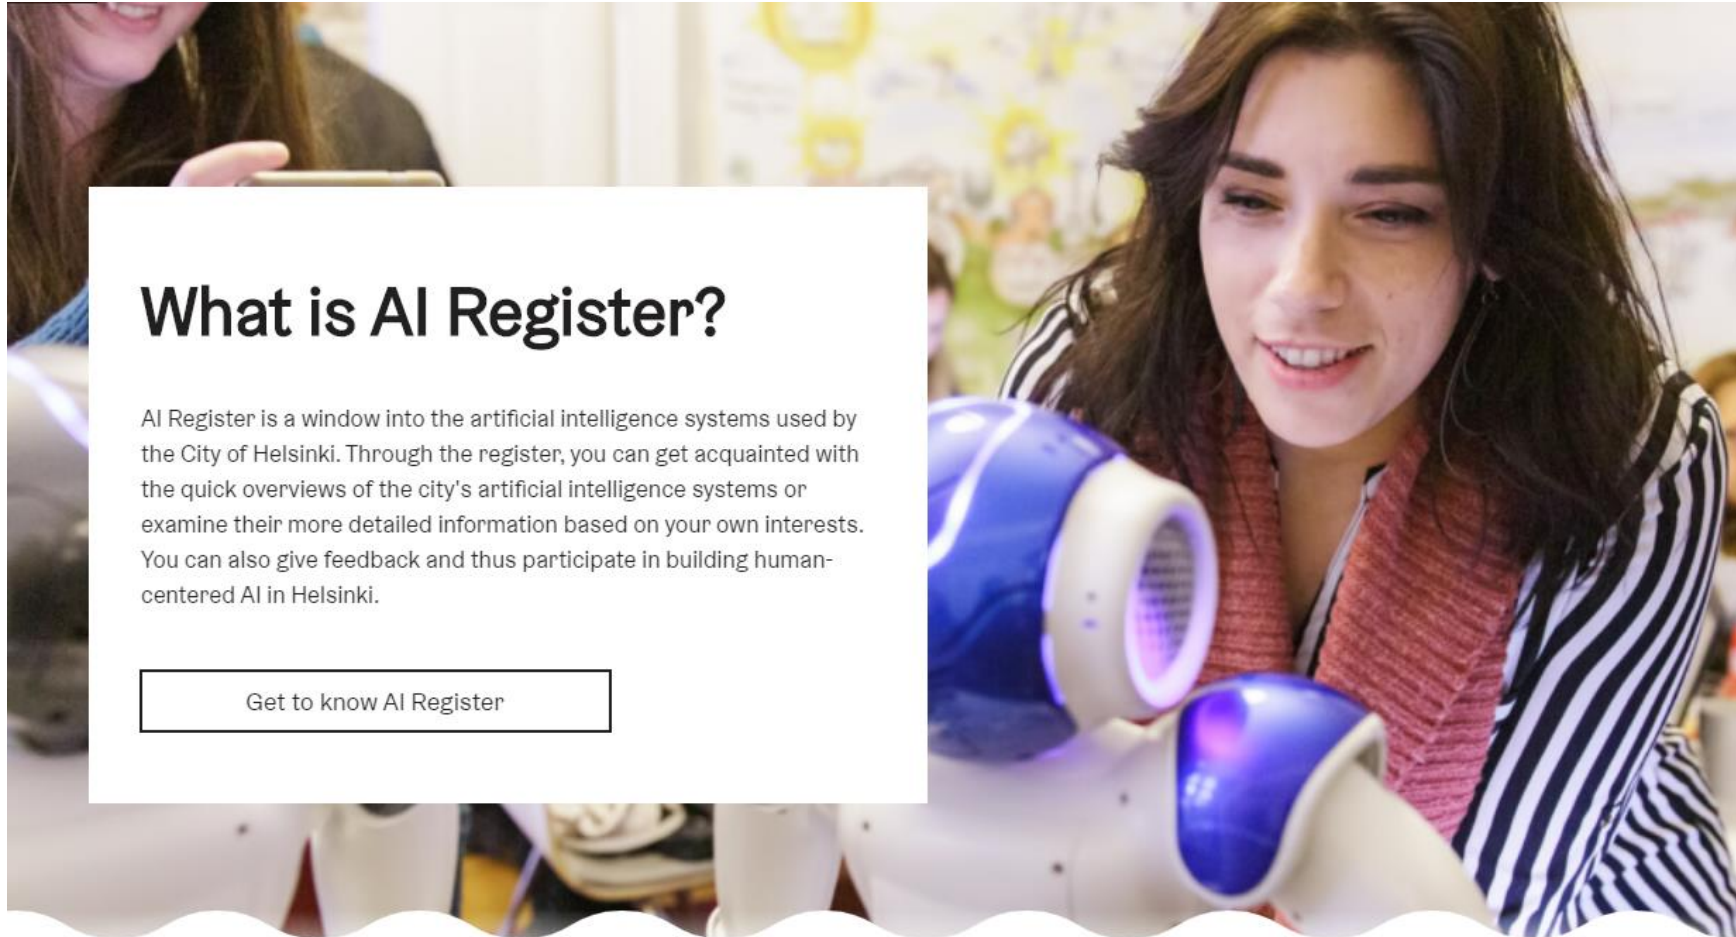 What is AI Register?
AI Register is a window into the artificial intelligence systems used by
the City of Helsinki. Through the register, you can get acquainted with
the quick overviews of the city's artificial intelligence systems or
examine their more detailed information based on your own interests.
You can also give feedback and thus participate in building human-
centered AI in Helsinki.
Get to know AI Register